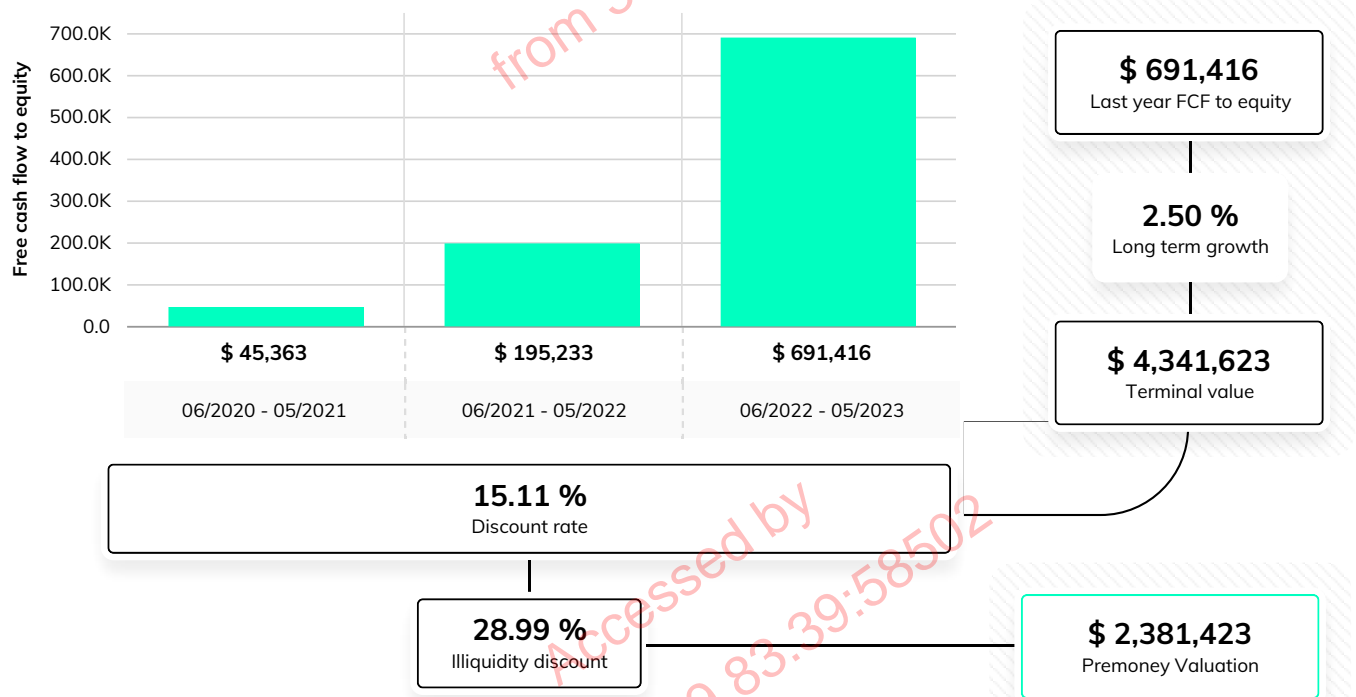 from
Free cash flow to equity
700.0K
600.0K
500.0K
400.0K
300.0K
200.0K
100.0K
0.0
$ 45,363
$ 195,233
$ 691,416
06/2020 - 05/2021
06/2021 - 05/2022
06/2022 - 05/2023
$ 691,416
Last year FCF to equity
2.50 %
Long term growth
$ 4,341,623
Terminal value
15.11 %
Discount rate
28.99 %
Illiquidity discount
$ 2,381,423
Premoney Valuation
Accessed by
83.39:58502